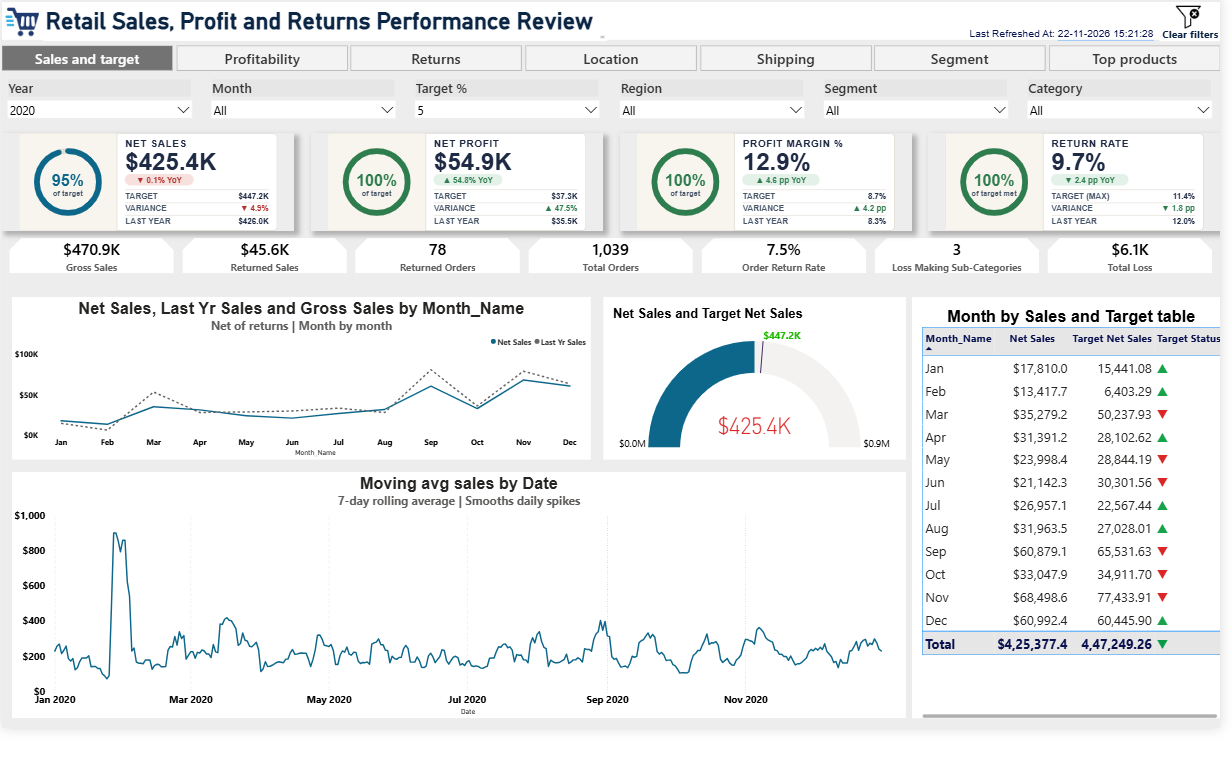 Retail Sales, Profit and Returns Performance Review
Last Refreshed At: 22-11-2026 15:21:28 Clear filters
Sales and target Profitability Returns Location Shipping Segment Top products
Year Month Target % Region Segment Category
2020 All 5 All All All
95%
of target
NET SALES
$425.4K
▼ 0.1% YoY
TARGET $447.2K
VARIANCE ▼ 4.9%
LAST YEAR $426.0K
100%
of target
NET PROFIT
$54.9K
▲ 54.8% YoY
TARGET $37.3K
VARIANCE ▲ 47.5%
LAST YEAR $35.5K
100%
of target
PROFIT MARGIN %
12.9%
▲ 4.6 pp YoY
TARGET 8.7%
VARIANCE ▲ 4.2 pp
LAST YEAR 8.3%
100%
of target met
RETURN RATE
9.7%
▼ 2.4 pp YoY
TARGET (MAX) 11.4%
VARIANCE ▼ 1.8 pp
LAST YEAR 12.0%
$470.9K $45.6K 78 1,039 7.5% 3 $6.1K
Gross Sales Returned Sales Returned Orders Total Orders Order Return Rate Loss Making Sub-Categories Total Loss
Net Sales, Last Yr Sales and Gross Sales by Month_Name
Net of returns | Month by month
Net Sales Last Yr Sales
$100K
$50K
$0K
Jan Feb Mar Apr May Jun Jul Aug Sep Oct Nov Dec
Month_Name
Net Sales and Target Net Sales
$447.2K
$425.4K
$0.0M $0.9M
Moving avg sales by Date
7-day rolling average | Smooths daily spikes
$1,000
$800
$600
$400
$200
$0
Jan 2020 Mar 2020 May 2020 Jul 2020 Sep 2020 Nov 2020
Date
Month by Sales and Target table
Month_Name Net Sales Target Net Sales Target Status
Jan $17,810.0 15,441.08 ▲
Feb $13,417.7 6,403.29 ▲
Mar $35,279.2 50,237.93 ▼
Apr $31,391.2 28,102.62 ▲
May $23,998.4 28,844.19 ▼
Jun $21,142.3 30,301.56 ▼
Jul $26,957.1 22,567.44 ▲
Aug $31,963.5 27,028.01 ▲
Sep $60,879.1 65,531.63 ▼
Oct $33,047.9 34,911.70 ▼
Nov $68,498.6 77,433.91 ▼
Dec $60,992.4 60,445.90 ▲
Total $4,25,377.4 4,47,249.26 ▼